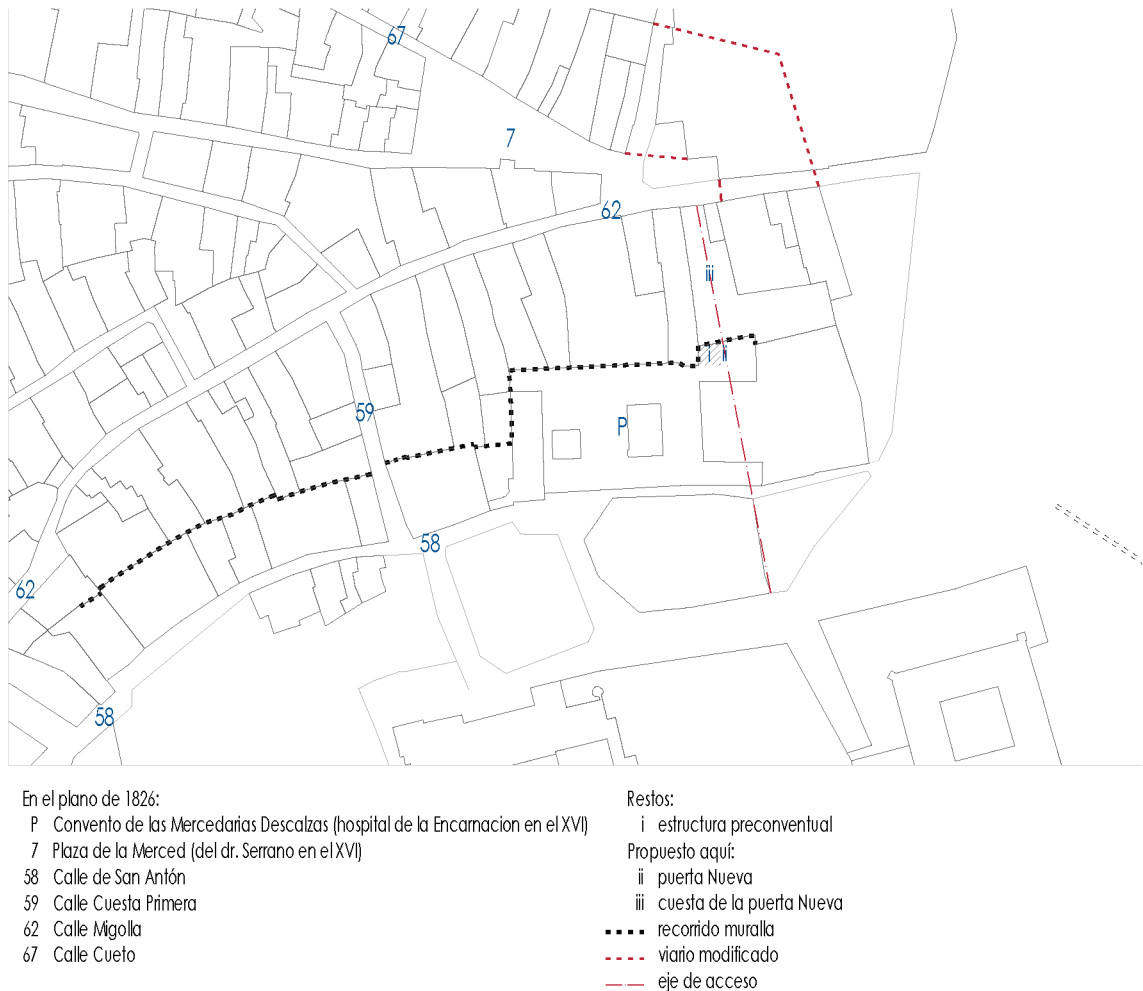 67
7
62
iii
i ii
59
P
58
62
58
En el plano de 1826:
P Convento de las Mercedarias Descalzas (hospital de la Encarnacion en el XVI)
7 Plaza de la Merced (del dr. Serrano en el XVI)
58 Calle de San Antón
59 Calle Cuesta Primera
62 Calle Migolla
67 Calle Cueto
Restos:
i estructura preconventual
Propuesto aquí:
ii puerta Nueva
iii cuesta de la puerta Nueva
recorrido muralla
viario modificado
eje de acceso